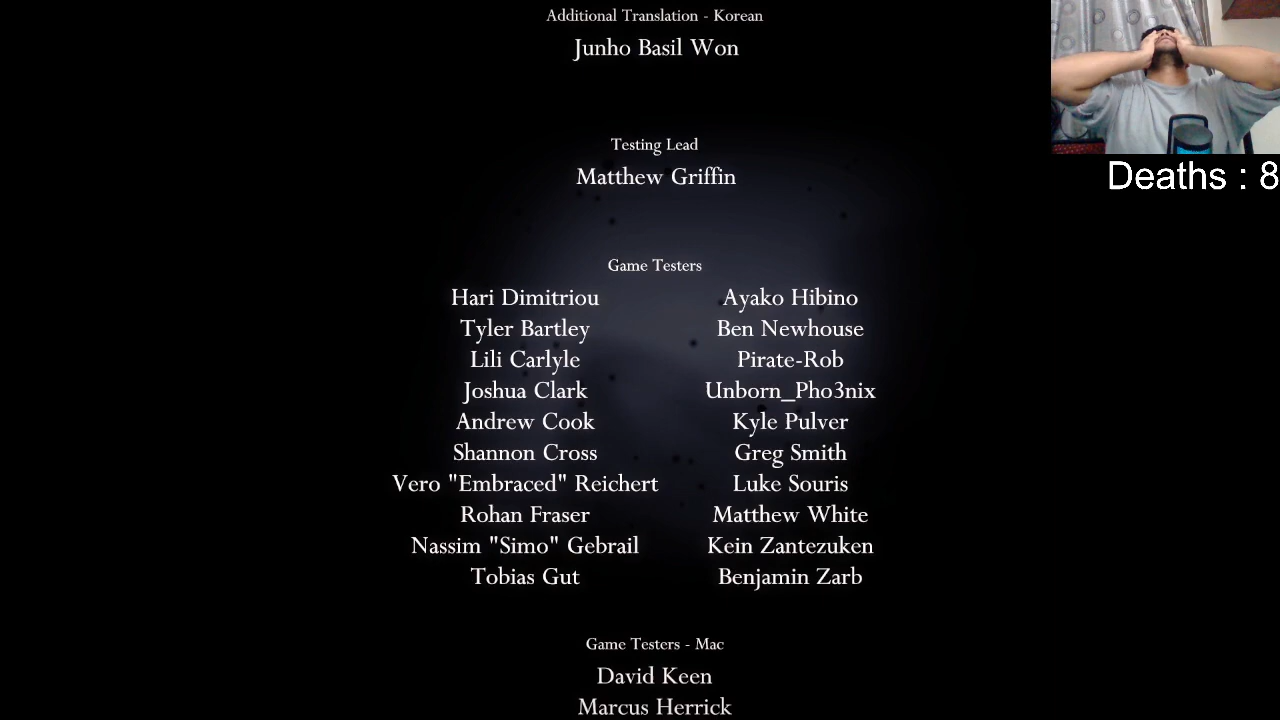 Additional Translation - Korean
Junho Basil Won
Testing Lead
Matthew Griffin
Deaths : 8
Game Testers
Hari Dimitriou
Ayako Hibino
Tyler Bartley
Ben Newhouse
Lili Carlyle
Pirate-Rob
Joshua Clark
Unborn_Pho3nix
Andrew Cook
Kyle Pulver
Shannon Cross
Greg Smith
Vero "Embraced" Reichert
Luke Souris
Rohan Fraser
Matthew White
Nassim "Simo" Gebrail
Kein Zantezuken
Tobias Gut
Benjamin Zarb
Game Testers - Mac
David Keen
Marcus Herrick